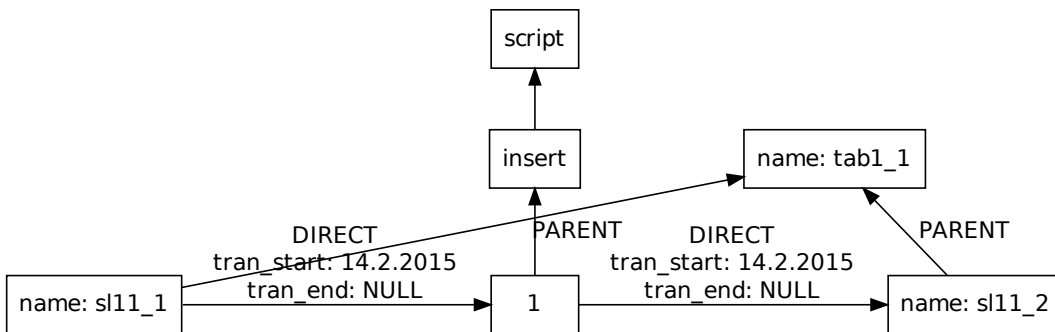 script
insert
name: tab1_1
DIRECT
tran_start: 14.2.2015
tran_end: NULL
PARENT
DIRECT
tran_start: 14.2.2015
tran_end: NULL
PARENT
name: sl11_1
1
name: sl11_2